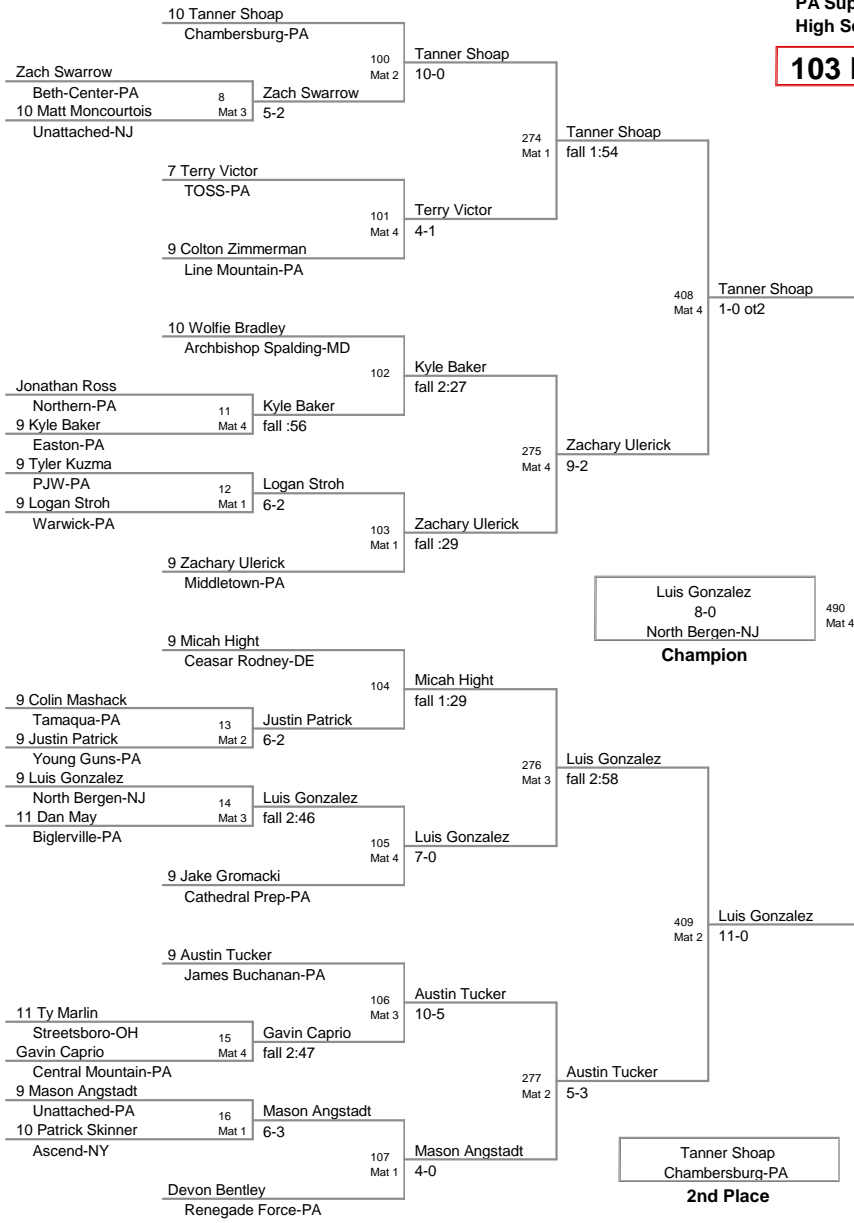 PA Sup
High Sc
103
10 Tanner Shoap
Chambersburg-PA
100
Mat 2
Tanner Shoap
10-0
Zach Swarrow
Beth-Center-PA
8
Mat 3
Zach Swarrow
5-2
10 Matt Moncourtois
Unattached-NJ
274
Mat 1
Tanner Shoap
fall 1:54
7 Terry Victor
TOSS-PA
101
Mat 4
Terry Victor
4-1
9 Colton Zimmerman
Line Mountain-PA
408
Mat 4
Tanner Shoap
1-0 ot2
10 Wolfie Bradley
Archbishop Spalding-MD
102
Kyle Baker
fall 2:27
Jonathan Ross
Northern-PA
11
Mat 4
Kyle Baker
fall :56
9 Kyle Baker
Easton-PA
275
Mat 4
Zachary Ulerick
9-2
9 Tyler Kuzma
PJW-PA
12
Mat 1
Logan Stroh
6-2
9 Logan Stroh
Warwick-PA
103
Mat 1
Zachary Ulerick
fall :29
9 Zachary Ulerick
Middletown-PA
Luis Gonzalez
8-0
North Bergen-NJ
Champion
490
Mat 4
9 Micah Hight
Ceasar Rodney-DE
104
Micah Hight
fall 1:29
9 Colin Mashack
Tamaqua-PA
13
Mat 2
Justin Patrick
6-2
9 Justin Patrick
Young Guns-PA
276
Mat 3
Luis Gonzalez
fall 2:58
9 Luis Gonzalez
North Bergen-NJ
14
Mat 3
Luis Gonzalez
fall 2:46
11 Dan May
Biglerville-PA
105
Mat 4
Luis Gonzalez
7-0
9 Jake Gromacki
Cathedral Prep-PA
409
Mat 2
Luis Gonzalez
11-0
9 Austin Tucker
James Buchanan-PA
106
Mat 3
Austin Tucker
10-5
11 Ty Marlin
Streetsboro-OH
15
Mat 4
Gavin Caprio
fall 2:47
Gavin Caprio
Central Mountain-PA
277
Mat 2
Austin Tucker
5-3
9 Mason Angstadt
Unattached-PA
16
Mat 1
Mason Angstadt
6-3
10 Patrick Skinner
Ascend-NY
107
Mat 1
Mason Angstadt
4-0
Devon Bentley
Renegade Force-PA
Tanner Shoap
Chambersburg-PA
2nd Place